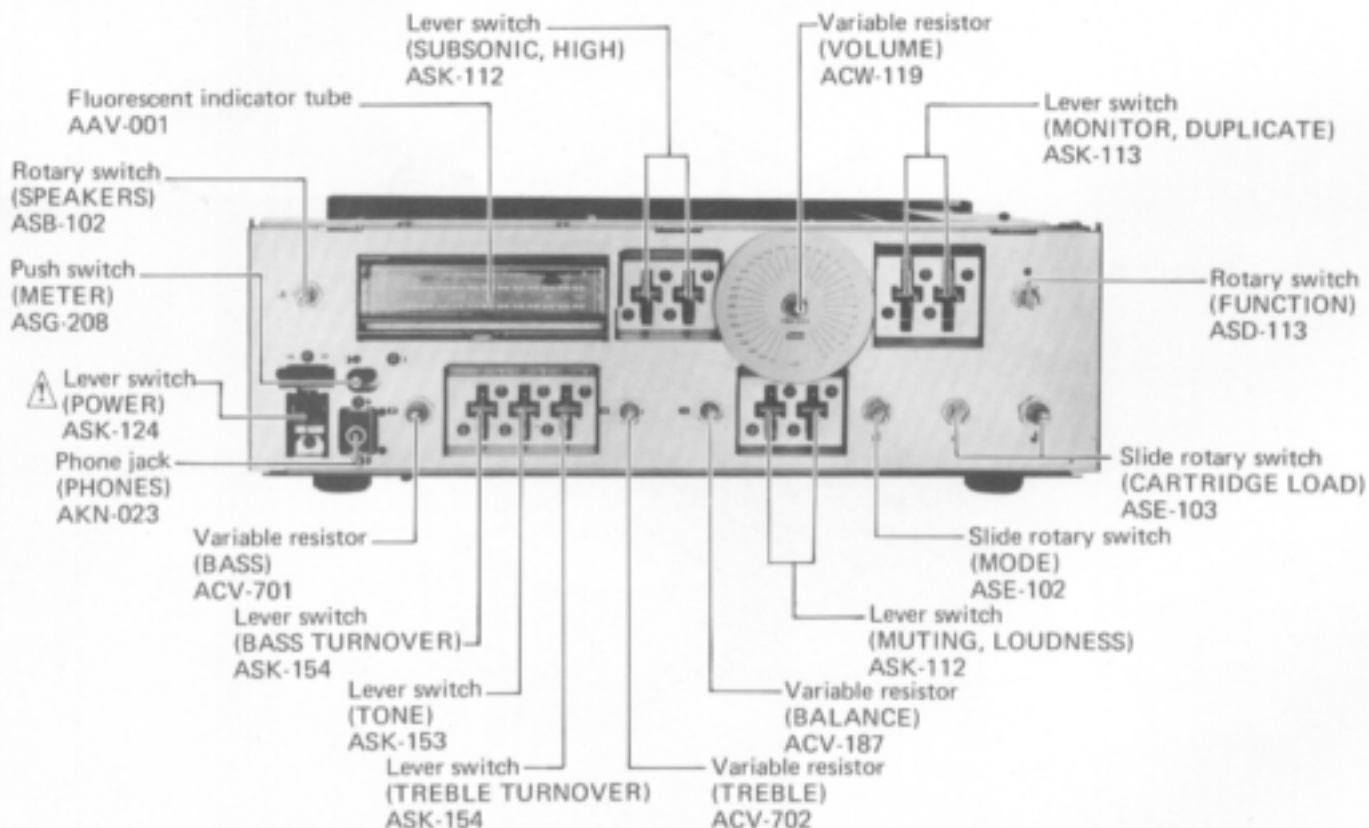 Lever switch
(SUBSONIC, HIGH)
ASK-112
Variable resistor
(VOLUME)
ACW-119
Fluorescent indicator tube
AAV-001
Lever switch
(MONITOR, DUPLICATE)
ASK-113
Rotary switch
(SPEAKERS)
ASB-102
Push switch
(METER)
ASG-208
Rotary switch
(FUNCTION)
ASD-113
Lever switch
(POWER)
ASK-124
Phone jack
(PHONES)
AKN-023
Slide rotary switch
(CARTRIDGE LOAD)
ASE-103
Variable resistor
(BASS)
ACV-701
Slide rotary switch
(MODE)
ASE-102
Lever switch
(BASS TURNOVER)
ASK-154
Lever switch
(MUTING, LOUDNESS)
ASK-112
Lever switch
(TONE)
ASK-153
Variable resistor
(BALANCE)
ACV-187
Lever switch
(TREBLE TURNOVER)
ASK-154
Variable resistor
(TREBLE)
ACV-702